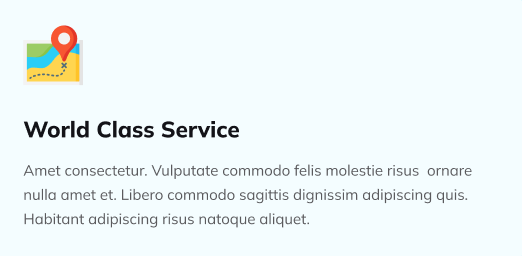 World Class Service
Amet consectetur. Vulputate commodo felis molestie risus  ornare
nulla amet et. Libero commodo sagittis dignissim adipiscing quis.
Habitant adipiscing risus natoque aliquet.